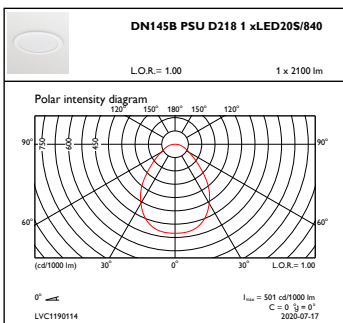 DN145B PSU D218 1 xLED20S/840
L.O.R.= 1.00 1 x 2100 lm
Polar intensity diagram
120° 150° 180° 150° 120°
90° 750 600 450 90°
60° 60°
(cd/1000 lm) 30° 0° 30° L.O.R.= 1.00
0° Imax = 501 cd/1000 lm
LVC1190114 2020-07-17